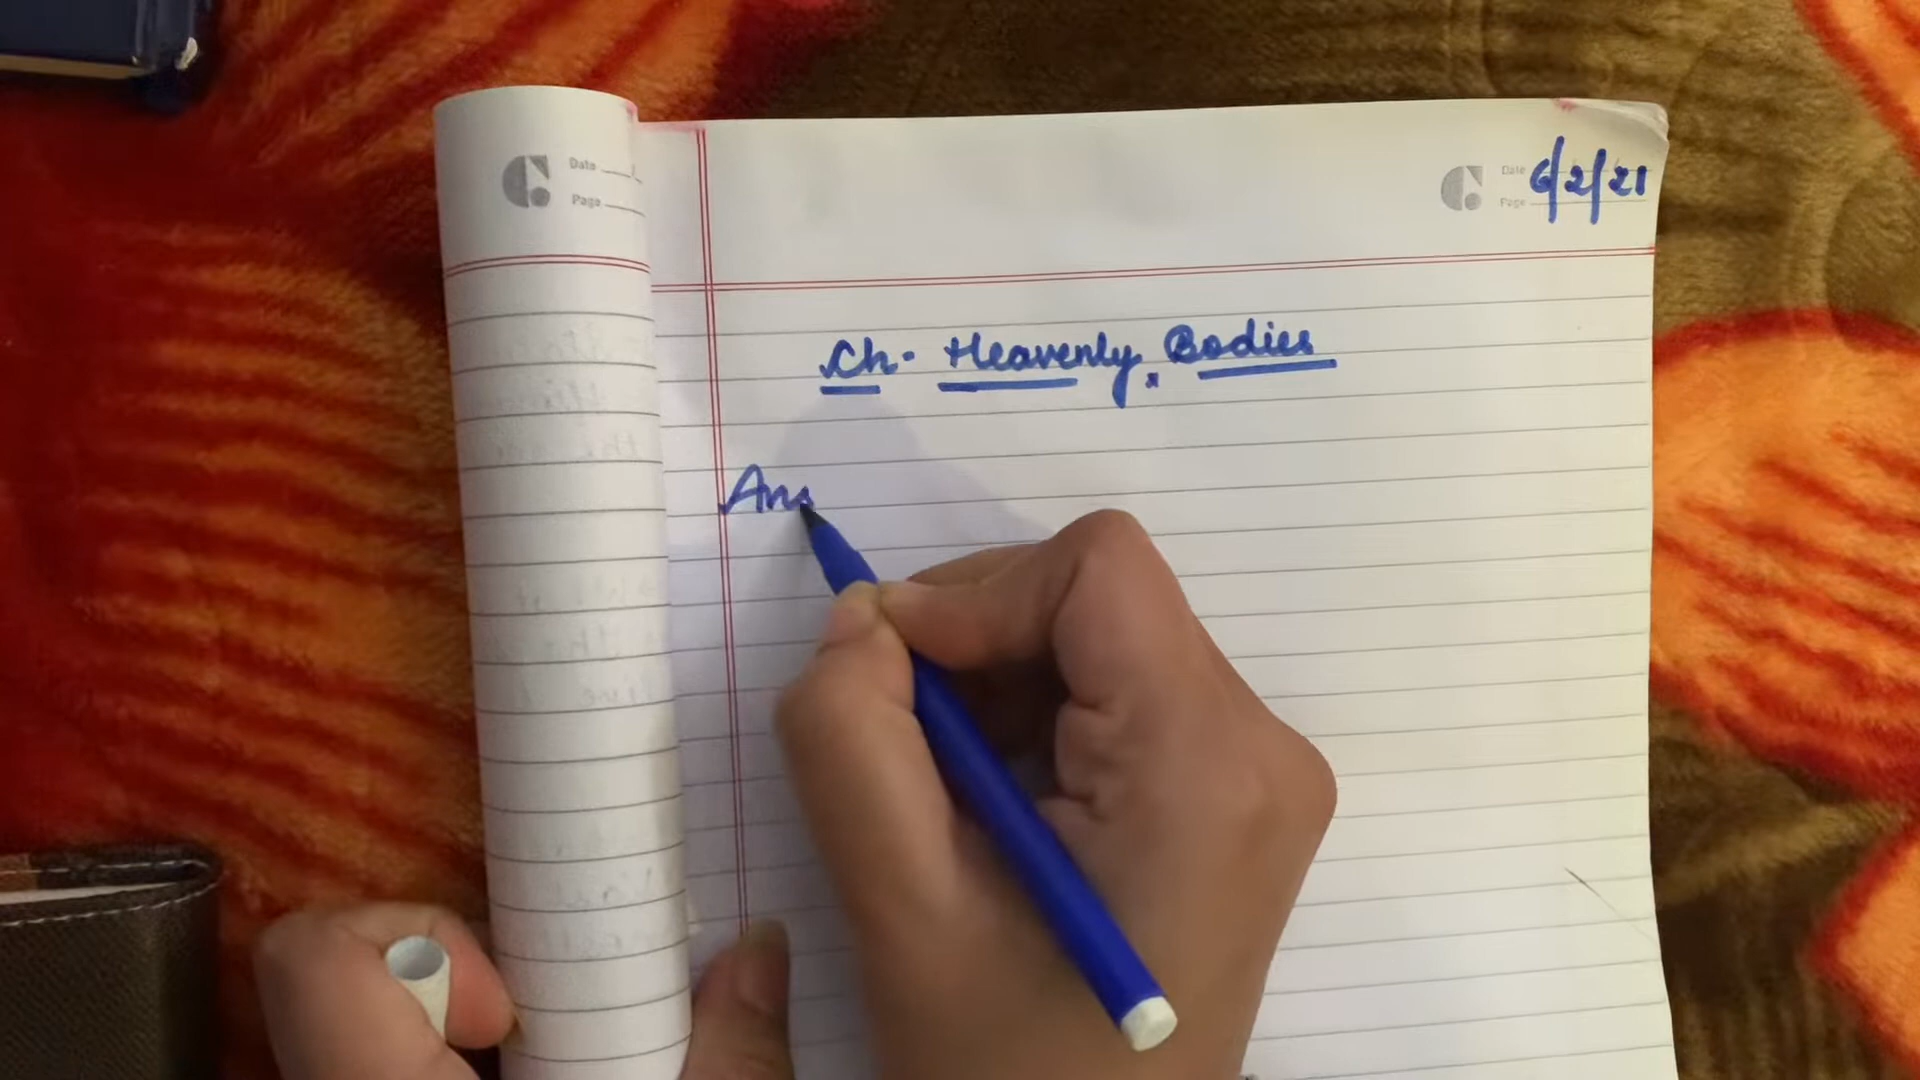 Date
Page
Date 6/2/21
Page
Ch. Heavenly Bodies
Ans